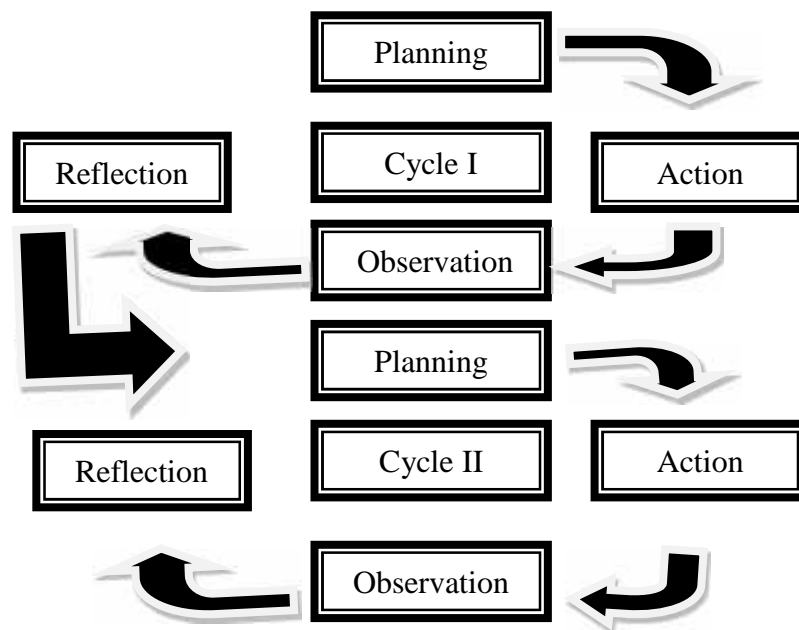 Planning
Reflection
Cycle I
Action
Observation
Planning
Reflection
Cycle II
Action
Observation